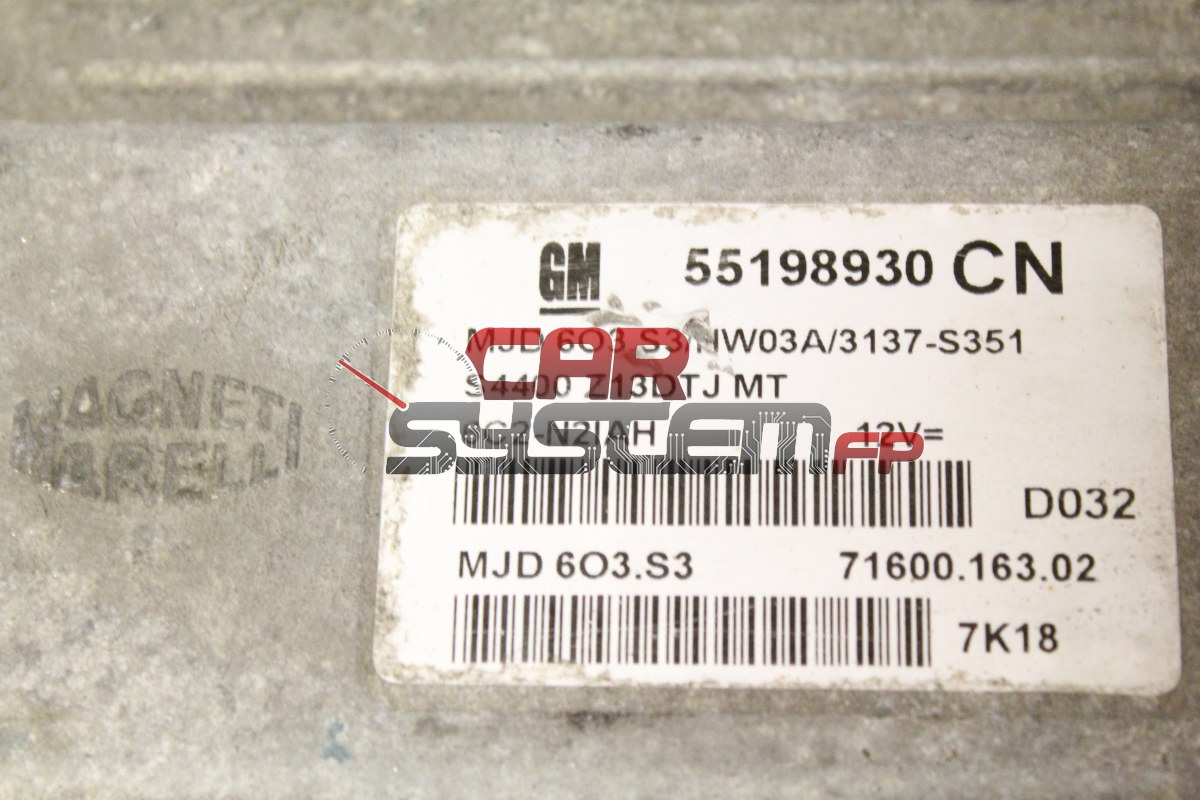 MAGNETI
MARELLI
GM 55198930 CN
MJD 6O3.S3/HW03A/3137-S351
S4400 Z13DTJ MT
12V=
D032
MJD 6O3.S3 71600.163.02
7K18
CAR
SYSTEM FP